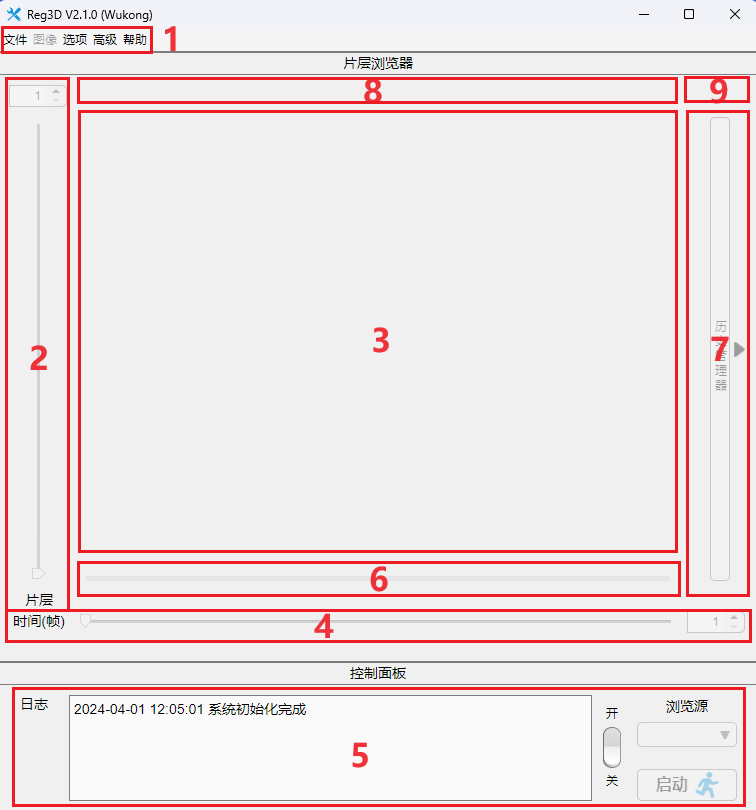 Reg3D V2.1.0 (Wukong)
文件 图像 选项 高级 帮助 1
片层浏览器
1
8
9
2
3
历史管理器
7
片层
6
时间(帧)
4
1
控制面板
日志
2024-04-01 12:05:01 系统初始化完成
5
开
关
浏览源
启动